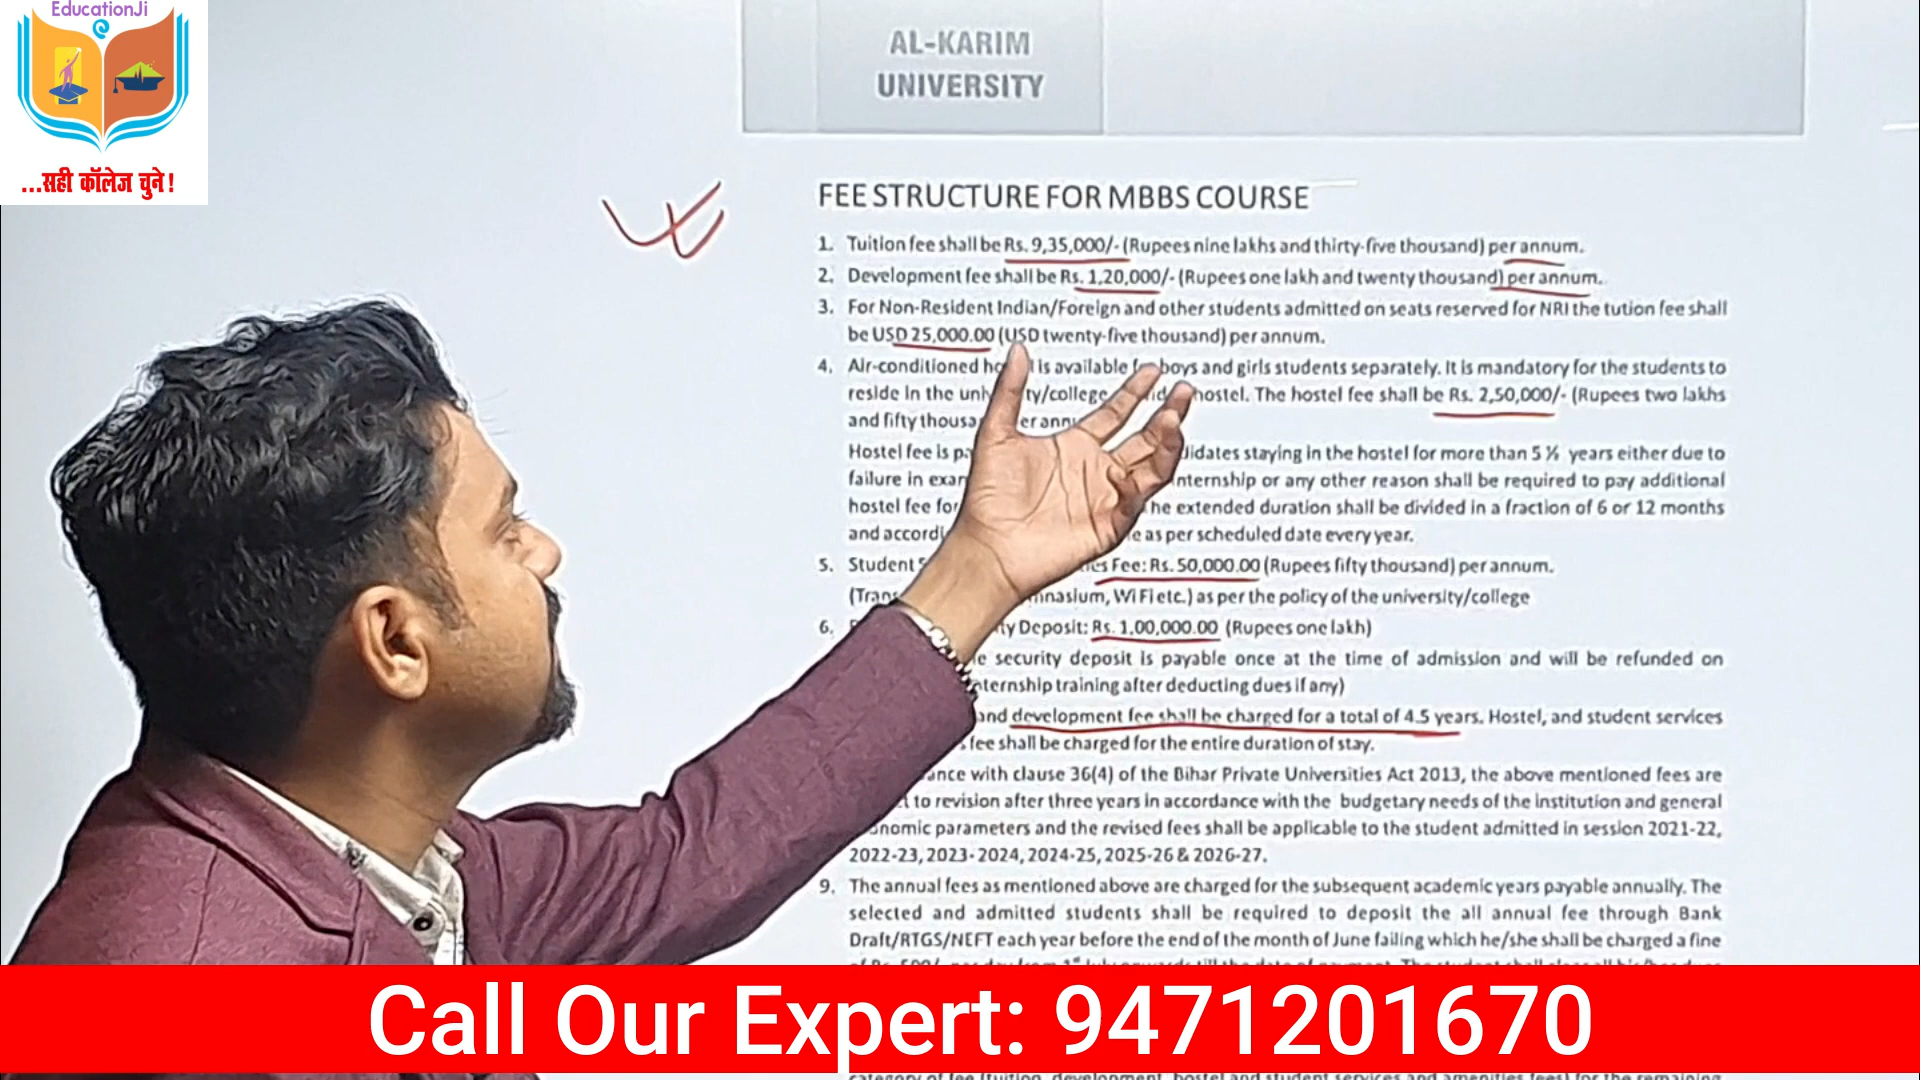 EducationJi
...सही कॉलेज चुने!
AL-KARIM
UNIVERSITY
FEE STRUCTURE FOR MBBS COURSE
1. Tuition fee shall be Rs. 9,35,000/- (Rupees nine lakhs and thirty-five thousand) per annum.
2. Development fee shall be Rs. 1,20,000/- (Rupees one lakh and twenty thousand) per annum.
3. For Non-Resident Indian/Foreign and other students admitted on seats reserved for NRI the tution fee shall
be USD 25,000.00 (USD twenty-five thousand) per annum.
4. Air-conditioned is available boys and girls students separately. It is mandatory for the students to
reside in the hostel. The hostel fee shall be Rs. 2,50,000/- (Rupees two lakhs
and fifty
Hostel fee is staying in the hostel for more than 5 ½ years either due to
failure in or any other reason shall be required to pay additional
hostel fee extended duration shall be divided in a fraction of 6 or 12 months
and as per scheduled date every year.
5. Student Fee: Rs. 50,000.00 (Rupees fifty thousand) per annum.
WiFi etc.) as per the policy of the university/college
6. Deposit: Rs. 1,00,000.00 (Rupees one lakh)
security deposit is payable once at the time of admission and will be refunded on
training after deducting dues if any)
and development fee shall be charged for a total of 4.5 years. Hostel, and student services
fee shall be charged for the entire duration of stay.
with clause 36(4) of the Bihar Private Universities Act 2013, the above mentioned fees are
to revision after three years in accordance with the budgetary needs of the institution and general
parameters and the revised fees shall be applicable to the student admitted in session 2021-22,
2022-23, 2023-2024, 2024-25, 2025-26 & 2026-27.
9. The annual fees as mentioned above are charged for the subsequent academic years payable annually. The
selected and admitted students shall be required to deposit the all annual fee through Bank
Draft/RTGS/NEFT each year before the end of the month of June failing which he/she shall be charged a fine
Call Our Expert: 9471201670